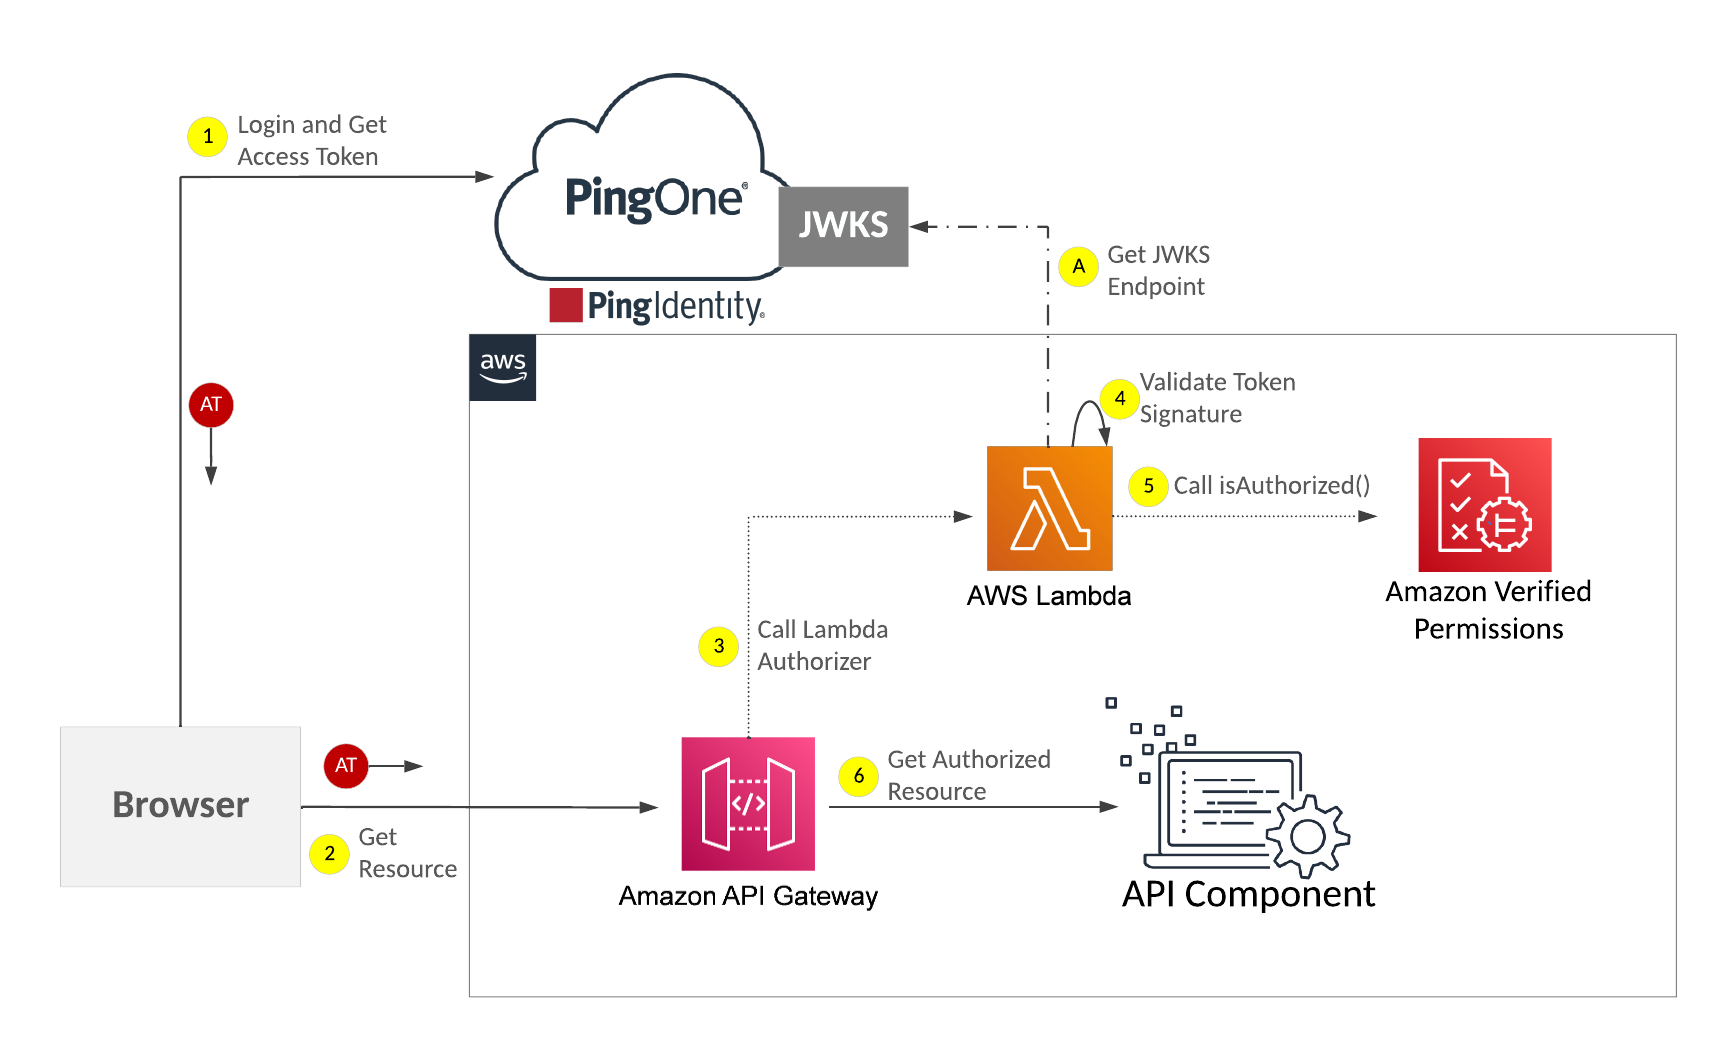 1
Login and Get
Access Token
PingOne®
JWKS
PingIdentity®
A
Get JWKS
Endpoint
aws
AT
4
Validate Token
Signature
5
Call isAuthorized()
AWS Lambda
Amazon Verified
Permissions
3
Call Lambda
Authorizer
AT
Browser
2
Get
Resource
</>
6
Get Authorized
Resource
Amazon API Gateway
API Component